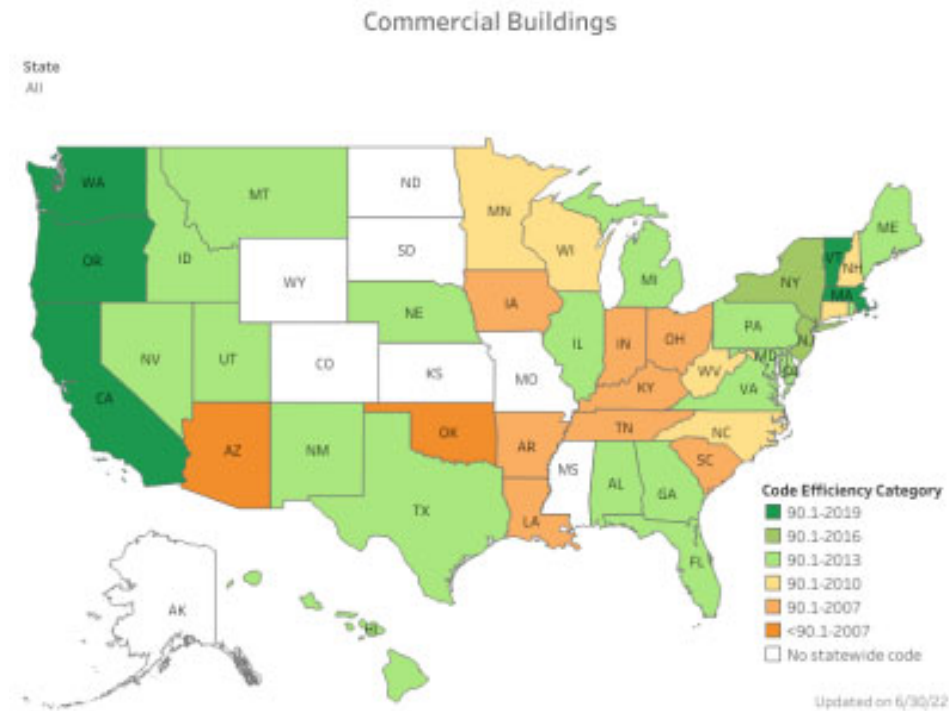 Commercial Buildings
State
All
WA
MT
ND
MN
ME
OR
ID
SD
WI
VT
NH
WY
MI
NY
MA
IA
NE
PA
NV
UT
CO
IL
IN
OH
NJ
KS
MO
MD
WV
VA
CA
KY
AZ
NM
OK
AR
TN
NC
MS
AL
GA
SC
TX
LA
FL
AK
HI
Code Efficiency Category
90.1-2019
90.1-2016
90.1-2013
90.1-2010
90.1-2007
<90.1-2007
No statewide code
Updated on 6/30/22